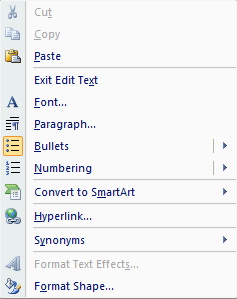 Cut
Copy
Paste
Exit Edit Text
Font...
Paragraph...
Bullets
Numbering
Convert to SmartArt
Hyperlink...
Synonyms
Format Text Effects...
Format Shape...